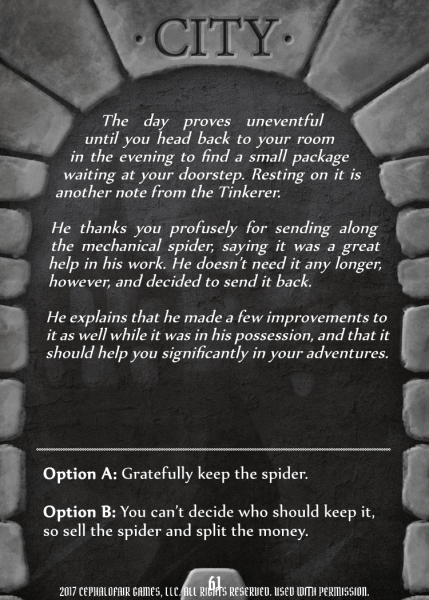 · CITY ·
The day proves uneventful
until you head back to your room
in the evening to find a small package
waiting at your doorstep. Resting on it is
another note from the Tinkerer.
He thanks you profusely for sending along
the mechanical spider, saying it was a great
help in his work. He doesn't need it any longer,
however, and decided to send it back.
He explains that he made a few improvements to
it as well while it was in his possession, and that it
should help you significantly in your adventures.
Option A: Gratefully keep the spider.
Option B: You can't decide who should keep it,
so sell the spider and split the money.
61
2017 CEPHALOFAIR GAMES, LLC. ALL RIGHTS RESERVED. USED WITH PERMISSION.